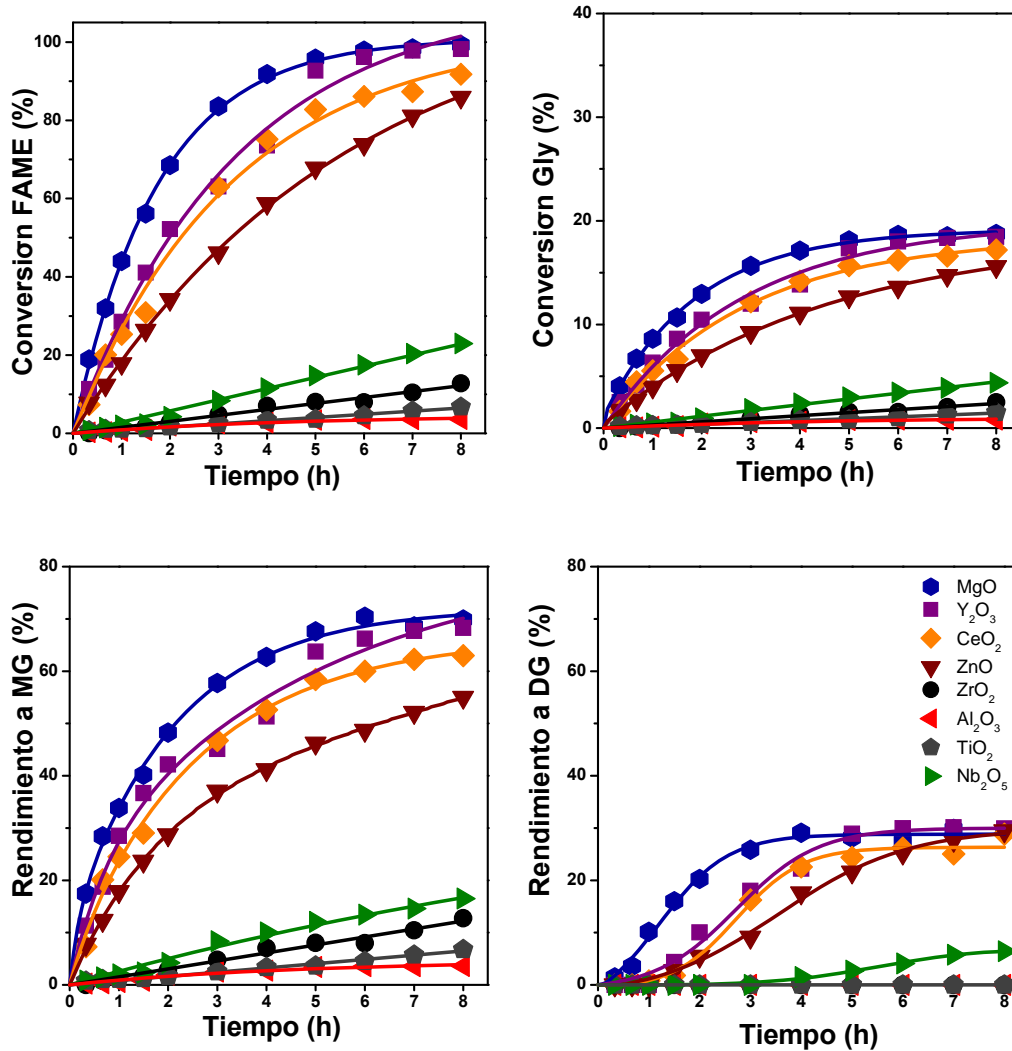 Conversion FAME (%)
100
80
60
40
20
0
0 1 2 3 4 5 6 7 8
Tiempo (h)
Conversion Gly (%)
40
30
20
10
0
0 1 2 3 4 5 6 7 8
Tiempo (h)
Rendimiento a MG (%)
80
60
40
20
0
0 1 2 3 4 5 6 7 8
Tiempo (h)
Rendimiento a DG (%)
80
60
40
20
0
0 1 2 3 4 5 6 7 8
Tiempo (h)
MgO
Y₂O₃
CeO₂
ZnO
ZrO₂
Al₂O₃
TiO₂
Nb₂O₅